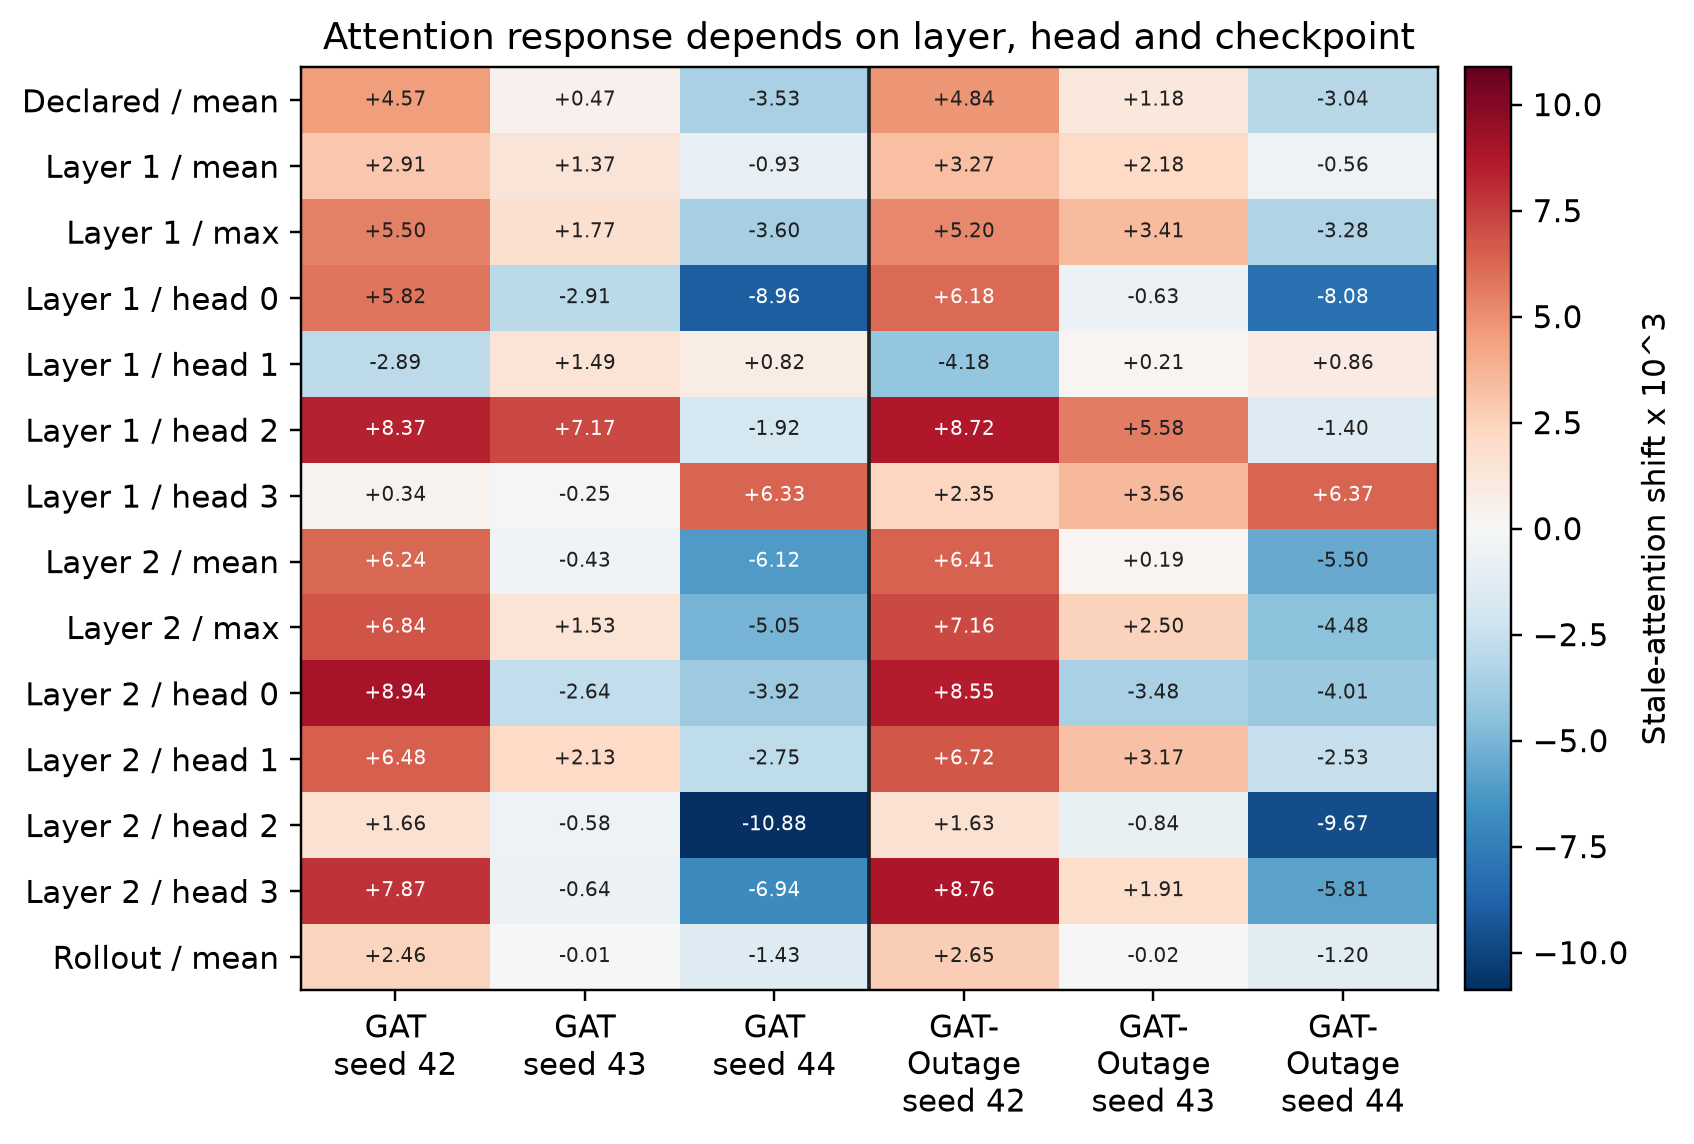 Attention response depends on layer, head and checkpoint
Declared / mean +4.57 +0.47 -3.53 +4.84 +1.18 -3.04
Layer 1 / mean +2.91 +1.37 -0.93 +3.27 +2.18 -0.56
Layer 1 / max +5.50 +1.77 -3.60 +5.20 +3.41 -3.28
Layer 1 / head 0 +5.82 -2.91 -8.96 +6.18 -0.63 -8.08
Layer 1 / head 1 -2.89 +1.49 +0.82 -4.18 +0.21 +0.86
Layer 1 / head 2 +8.37 +7.17 -1.92 +8.72 +5.58 -1.40
Layer 1 / head 3 +0.34 -0.25 +6.33 +2.35 +3.56 +6.37
Layer 2 / mean +6.24 -0.43 -6.12 +6.41 +0.19 -5.50
Layer 2 / max +6.84 +1.53 -5.05 +7.16 +2.50 -4.48
Layer 2 / head 0 +8.94 -2.64 -3.92 +8.55 -3.48 -4.01
Layer 2 / head 1 +6.48 +2.13 -2.75 +6.72 +3.17 -2.53
Layer 2 / head 2 +1.66 -0.58 -10.88 +1.63 -0.84 -9.67
Layer 2 / head 3 +7.87 -0.64 -6.94 +8.76 +1.91 -5.81
Rollout / mean +2.46 -0.01 -1.43 +2.65 -0.02 -1.20
GAT
seed 42
GAT
seed 43
GAT
seed 44
GAT-
Outage
seed 42
GAT-
Outage
seed 43
GAT-
Outage
seed 44
10.0
7.5
5.0
2.5
0.0
−2.5
−5.0
−7.5
−10.0
Stale-attention shift x 10^3